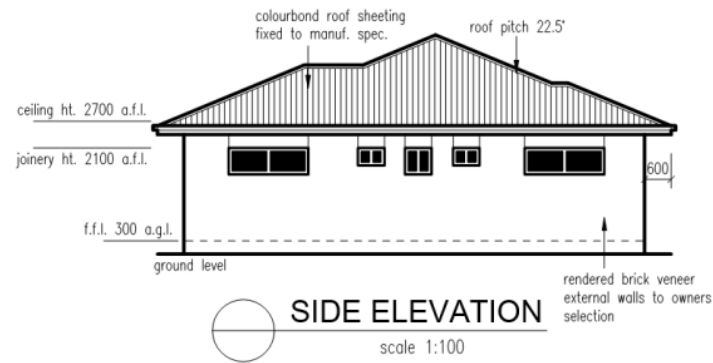 colourbond roof sheeting
fixed to manuf. spec.
roof pitch 22.5°
ceiling ht. 2700 a.f.l.
joinery ht. 2100 a.f.l.
600
f.f.l. 300 a.g.l.
ground level
rendered brick veneer
external walls to owners
selection
SIDE ELEVATION
scale 1:100